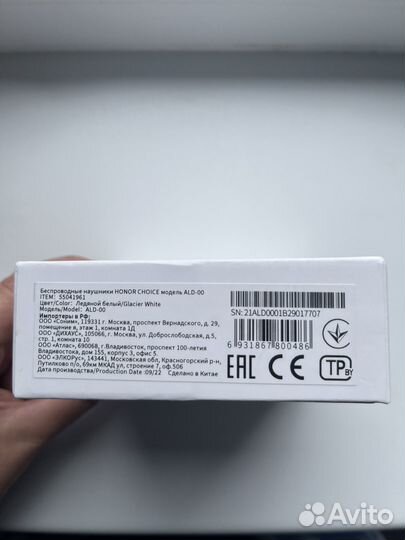 Беспроводные наушники HONOR CHOICE модель ALD-00
ITEM: 55041961
Цвет/Color: Ледяной белый/Glacier White
Модель/Model: ALD-00
Импортеры в РФ:
ООО «Соним», 119331 г. Москва, проспект Вернадского, д. 29,
помещение в, этаж 1, комната 1Д
ООО «ДИХАУС», 105066, г. Москва, ул. Доброслободская, д.5,
стр. 1, комната 10
ООО «Атлас», 690068, г.Владивосток, проспект 100-летия
Владивостока, дом 155, корпус 3, офис 5.
ООО «ЭЛКОРус», 143441, Московская обл, Красногорский р-н,
Путилково п/о, 69км МКАД ул, строение 7, оф.506
Дата производства/Production Date :09/22 Сделано в Китае
SN: 21ALD0001B29017707
6 931867 800486
EAC CE TP BY
Avito